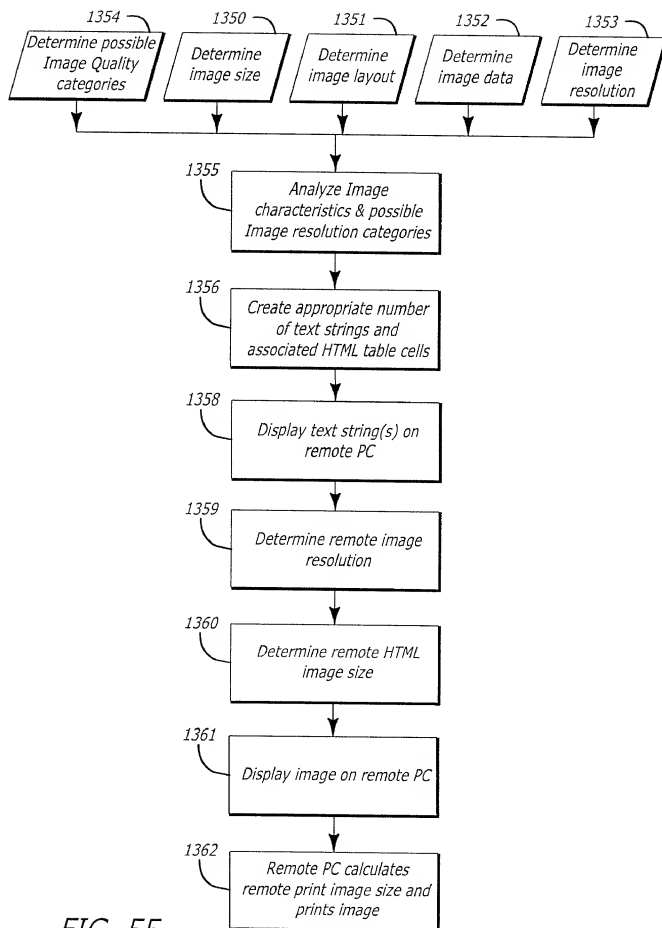 1354
Determine possible
Image Quality
categories
1350
Determine
image size
1351
Determine
image layout
1352
Determine
image data
1353
Determine
image
resolution
1355
Analyze Image
characteristics & possible
Image resolution categories
1356
Create appropriate number
of text strings and
associated HTML table cells
1358
Display text string(s) on
remote PC
1359
Determine remote image
resolution
1360
Determine remote HTML
image size
1361
Display image on remote PC
1362
Remote PC calculates
remote print image size and
prints image
FIG. 55